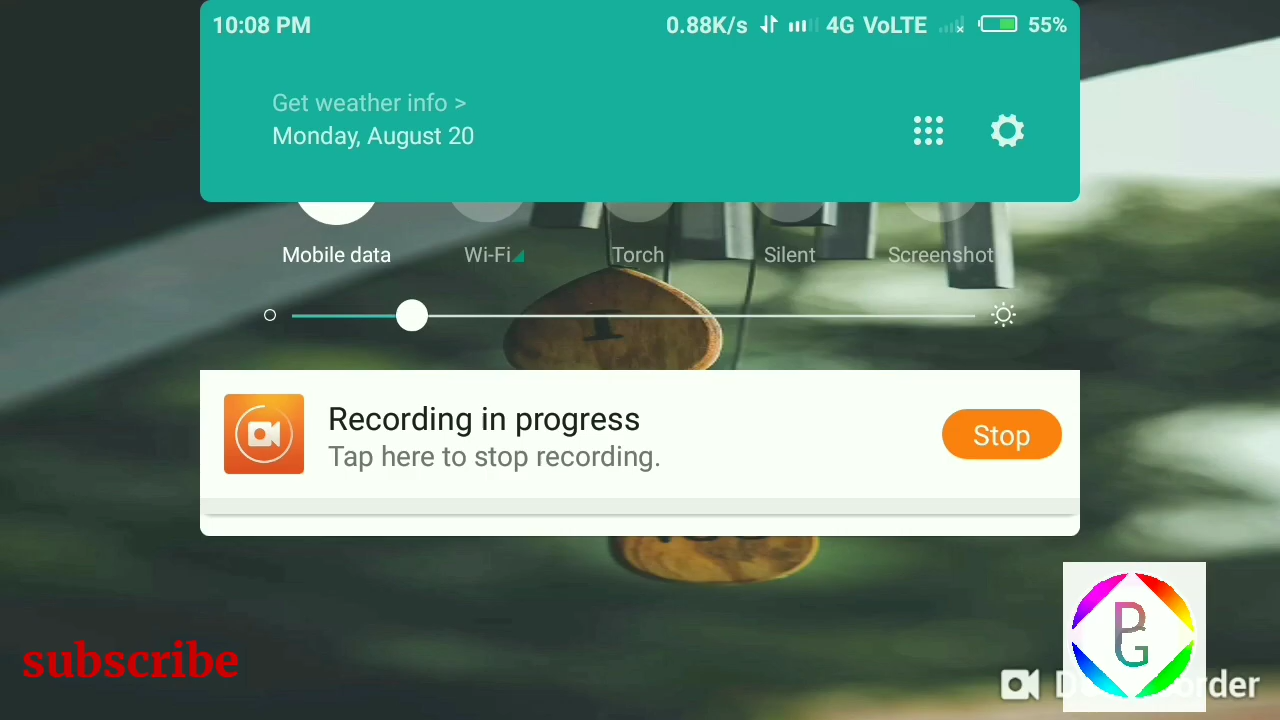 10:08 PM 0.88K/s 4G VoLTE 55%
Get weather info >
Monday, August 20
Mobile data Wi-Fi Torch Silent Screenshot
I
Recording in progress
Tap here to stop recording.
Stop
PG
subscribe